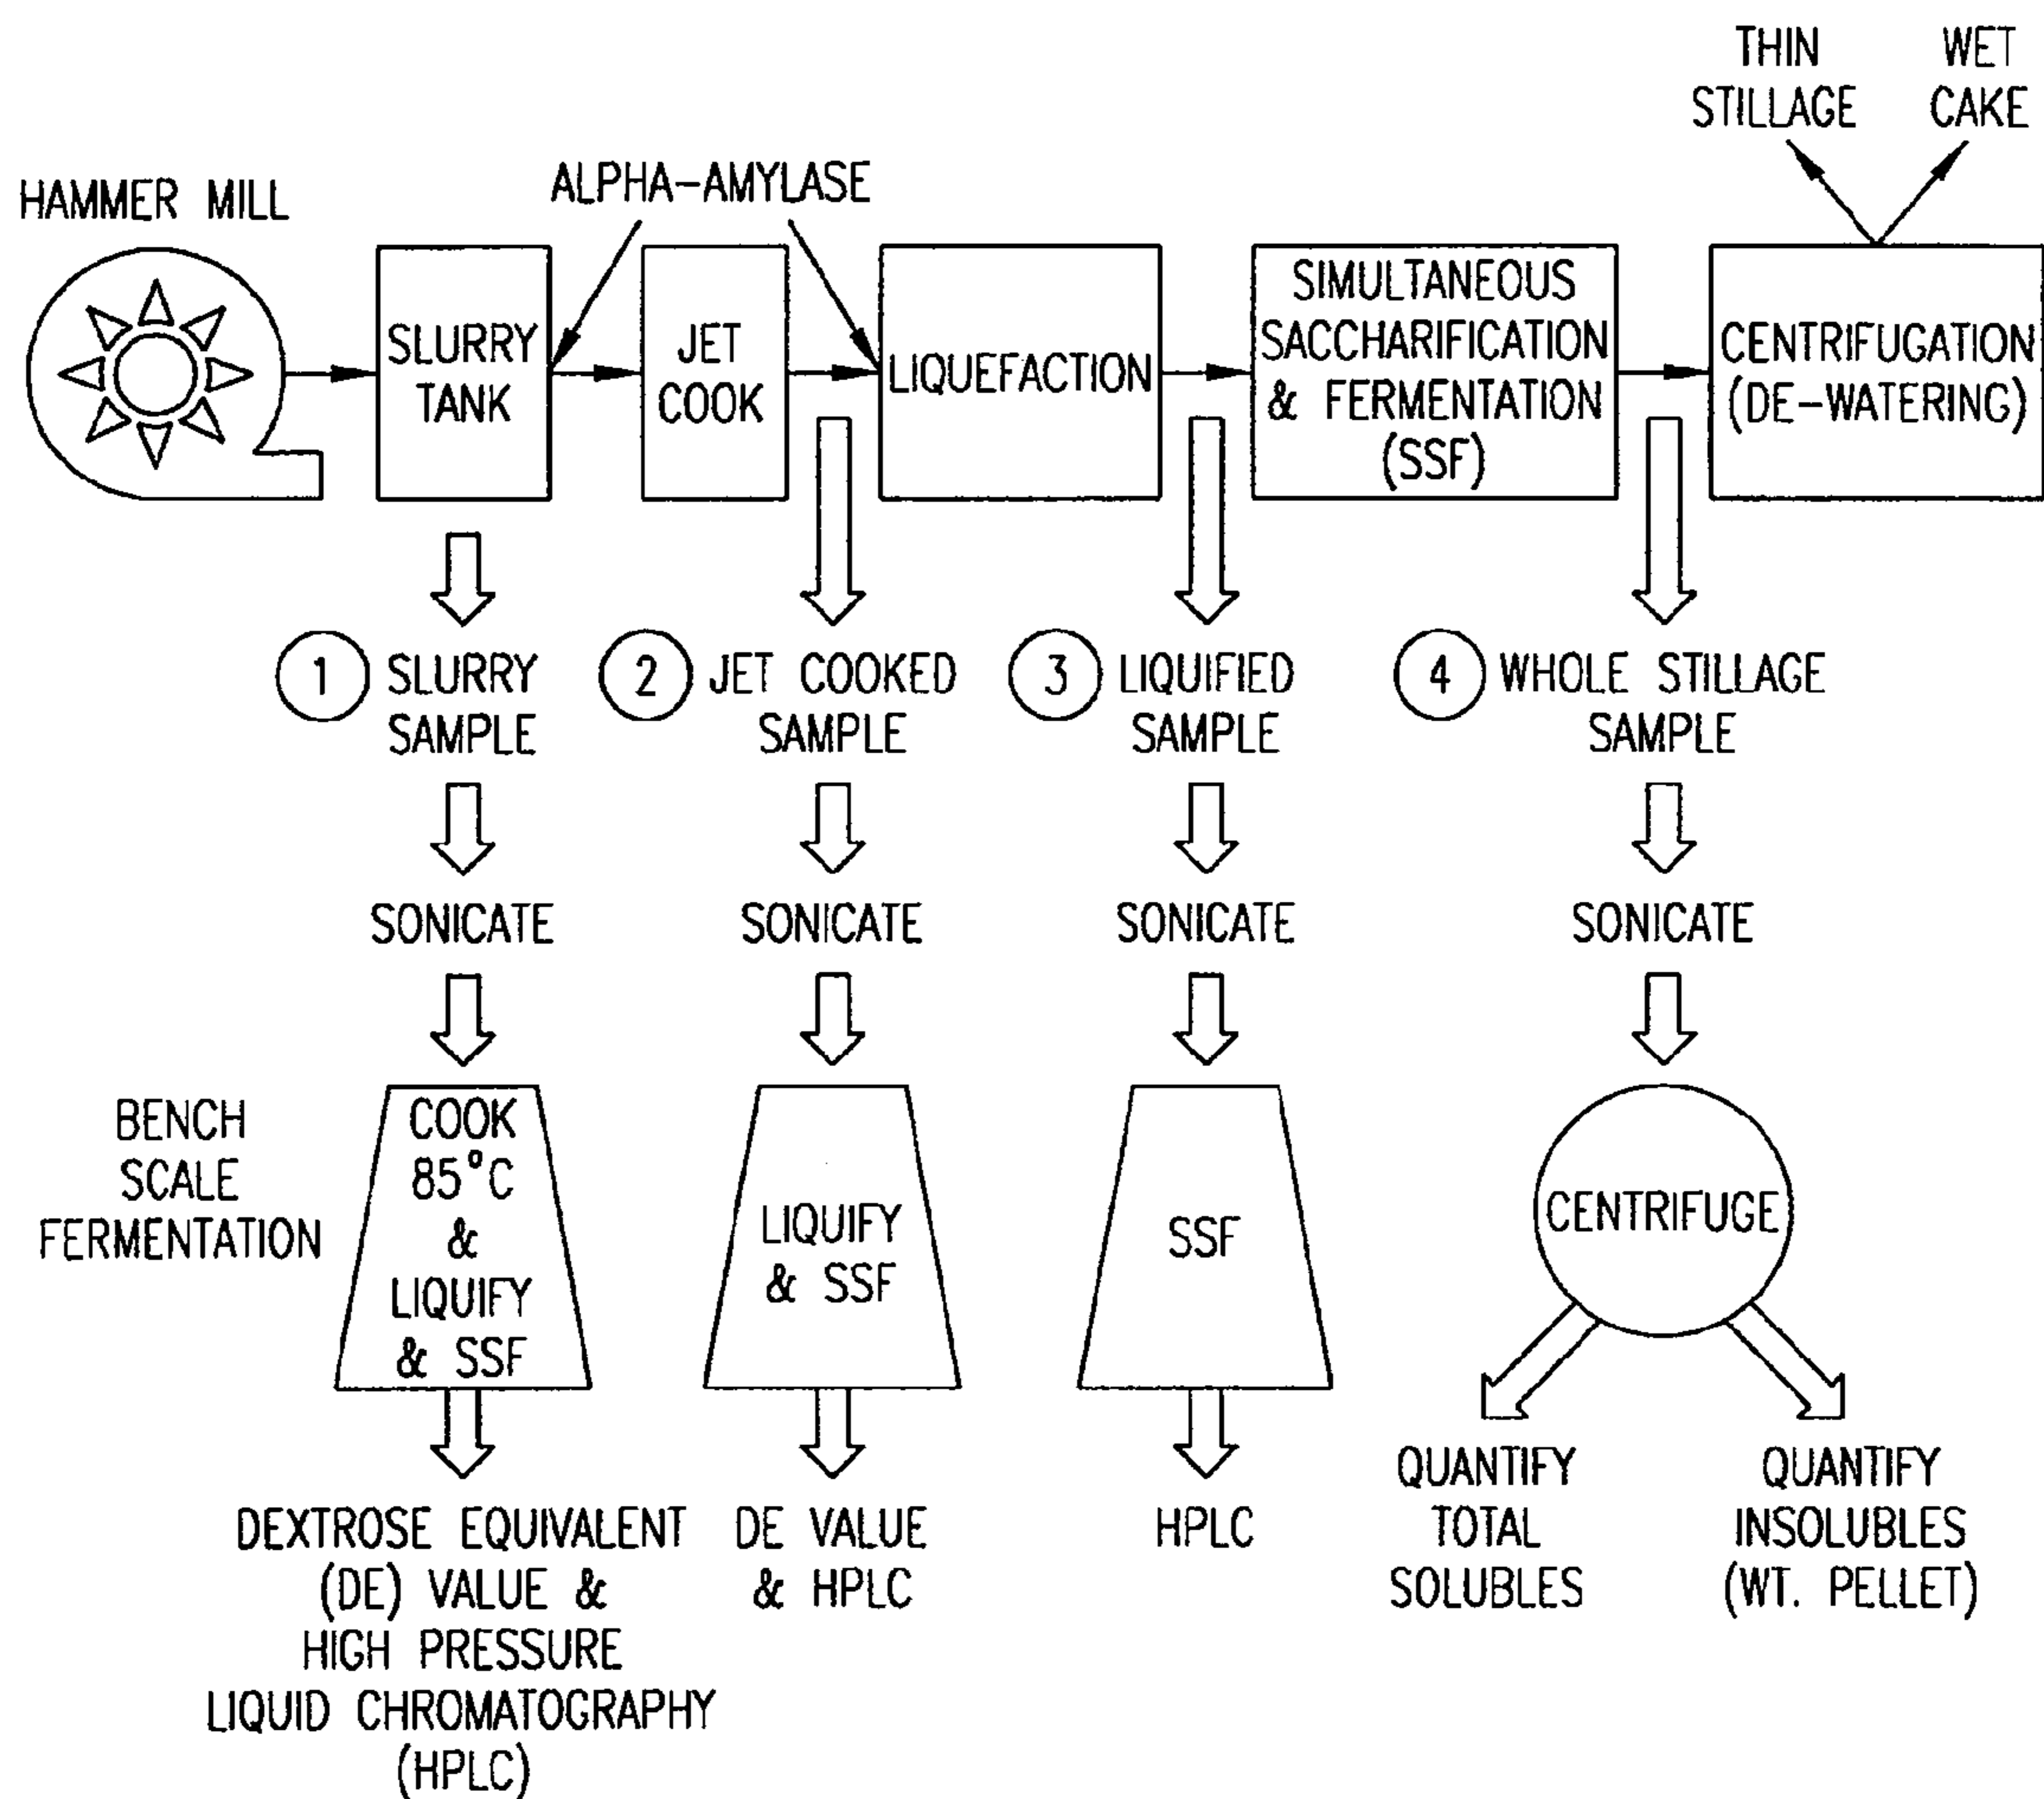 THIN
STILLAGE
WET
CAKE
HAMMER MILL
ALPHA-AMYLASE
SLURRY
TANK
JET
COOK
LIQUEFACTION
SIMULTANEOUS
SACCHARIFICATION
& FERMENTATION
(SSF)
CENTRIFUGATION
(DE-WATERING)
1
SLURRY
SAMPLE
2
JET COOKED
SAMPLE
3
LIQUIFIED
SAMPLE
4
WHOLE STILLAGE
SAMPLE
SONICATE
SONICATE
SONICATE
SONICATE
BENCH
SCALE
FERMENTATION
COOK
85°C
&
LIQUIFY
& SSF
LIQUIFY
& SSF
SSF
CENTRIFUGE
DEXTROSE EQUIVALENT
(DE) VALUE &
HIGH PRESSURE
LIQUID CHROMATOGRAPHY
(HPLC)
DE VALUE
& HPLC
HPLC
QUANTIFY
TOTAL
SOLUBLES
QUANTIFY
INSOLUBLES
(WT. PELLET)